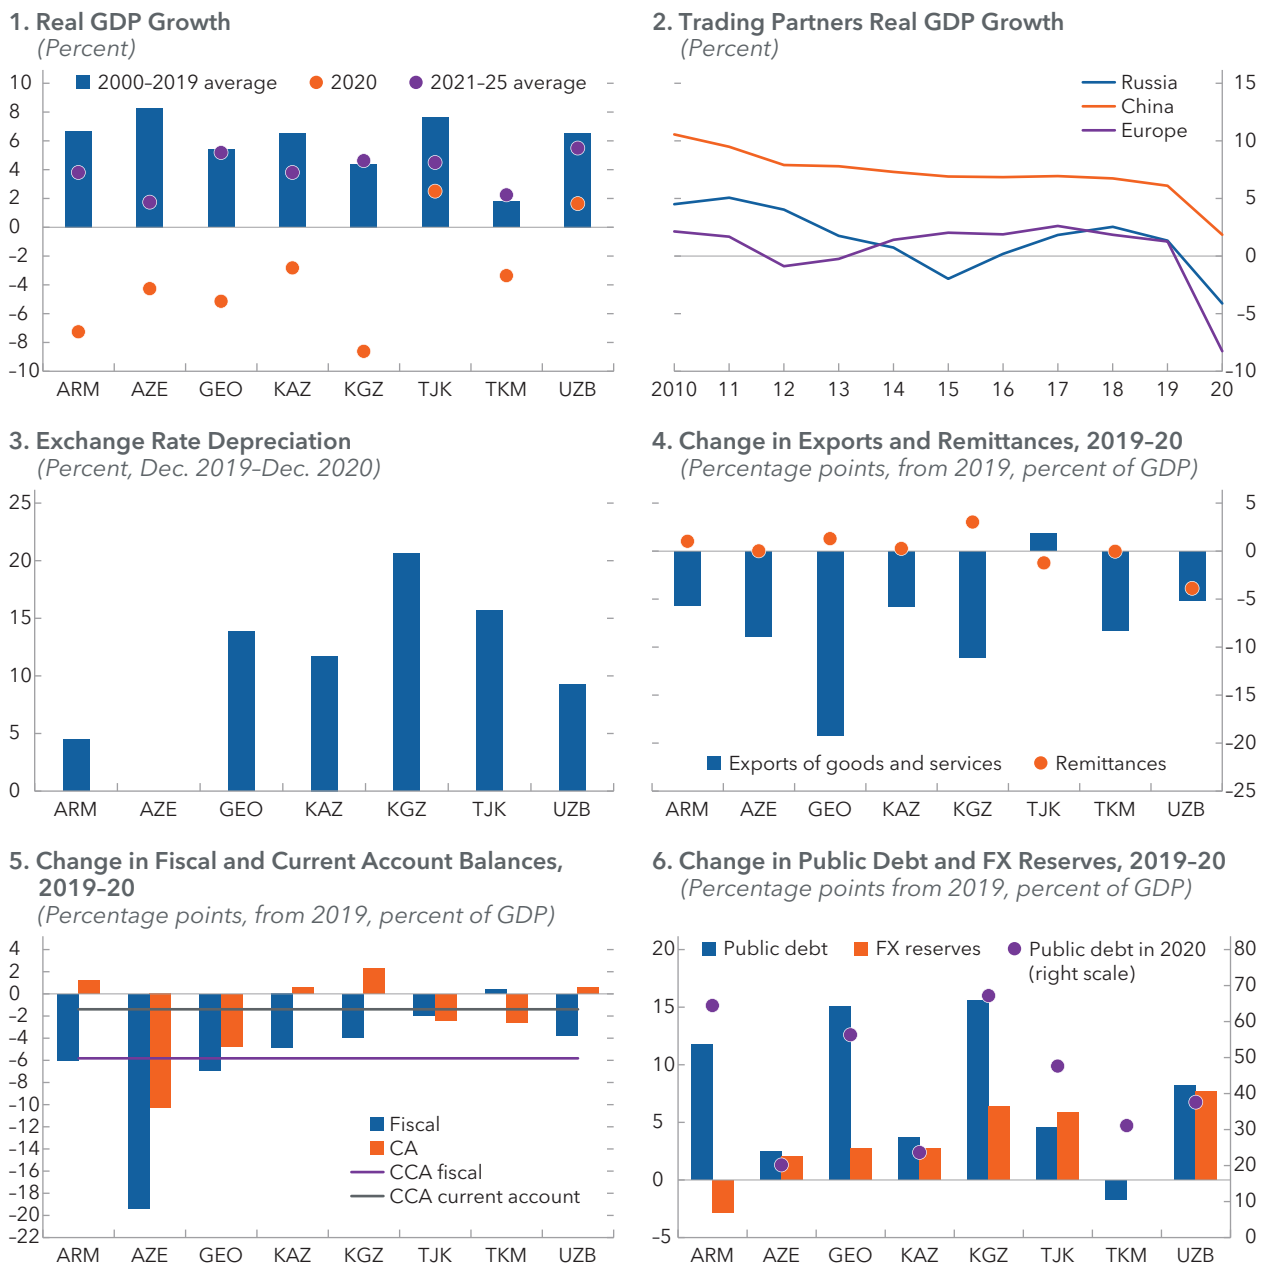 1. Real GDP Growth
(Percent)
2000–2019 average 2020 2021–25 average
10
8
6
4
2
0
–2
–4
–6
–8
–10
ARM AZE GEO KAZ KGZ TJK TKM UZB
2. Trading Partners Real GDP Growth
(Percent)
Russia
China
Europe
15
10
5
0
–5
–10
2010 11 12 13 14 15 16 17 18 19 20
3. Exchange Rate Depreciation
(Percent, Dec. 2019–Dec. 2020)
25
20
15
10
5
0
ARM AZE GEO KAZ KGZ TJK UZB
4. Change in Exports and Remittances, 2019–20
(Percentage points, from 2019, percent of GDP)
5
0
–5
–10
–15
–20
–25
Exports of goods and services Remittances
ARM AZE GEO KAZ KGZ TJK TKM UZB
5. Change in Fiscal and Current Account Balances,
2019–20
(Percentage points, from 2019, percent of GDP)
4
2
0
–2
–4
–6
–8
–10
–12
–14
–16
–18
–20
–22
Fiscal
CA
CCA fiscal
CCA current account
ARM AZE GEO KAZ KGZ TJK TKM UZB
6. Change in Public Debt and FX Reserves, 2019–20
(Percentage points from 2019, percent of GDP)
Public debt FX reserves Public debt in 2020
(right scale)
20
15
10
5
0
–5
80
70
60
50
40
30
20
10
0
ARM AZE GEO KAZ KGZ TJK TKM UZB